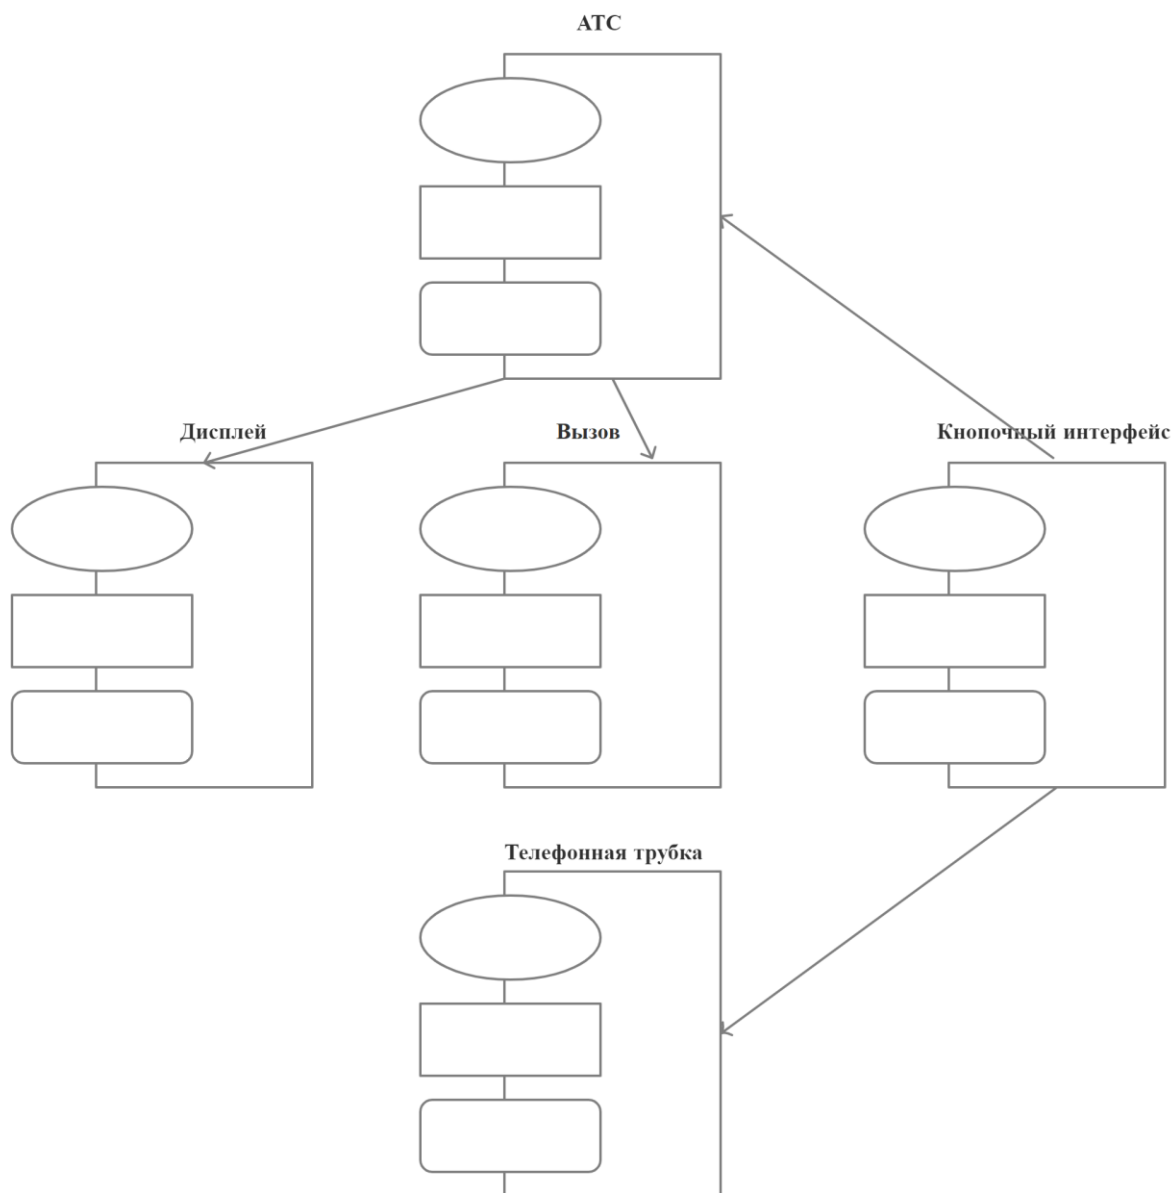 АТС
Дисплей
Вызов
Кнопочный интерфейс
Телефонная трубка